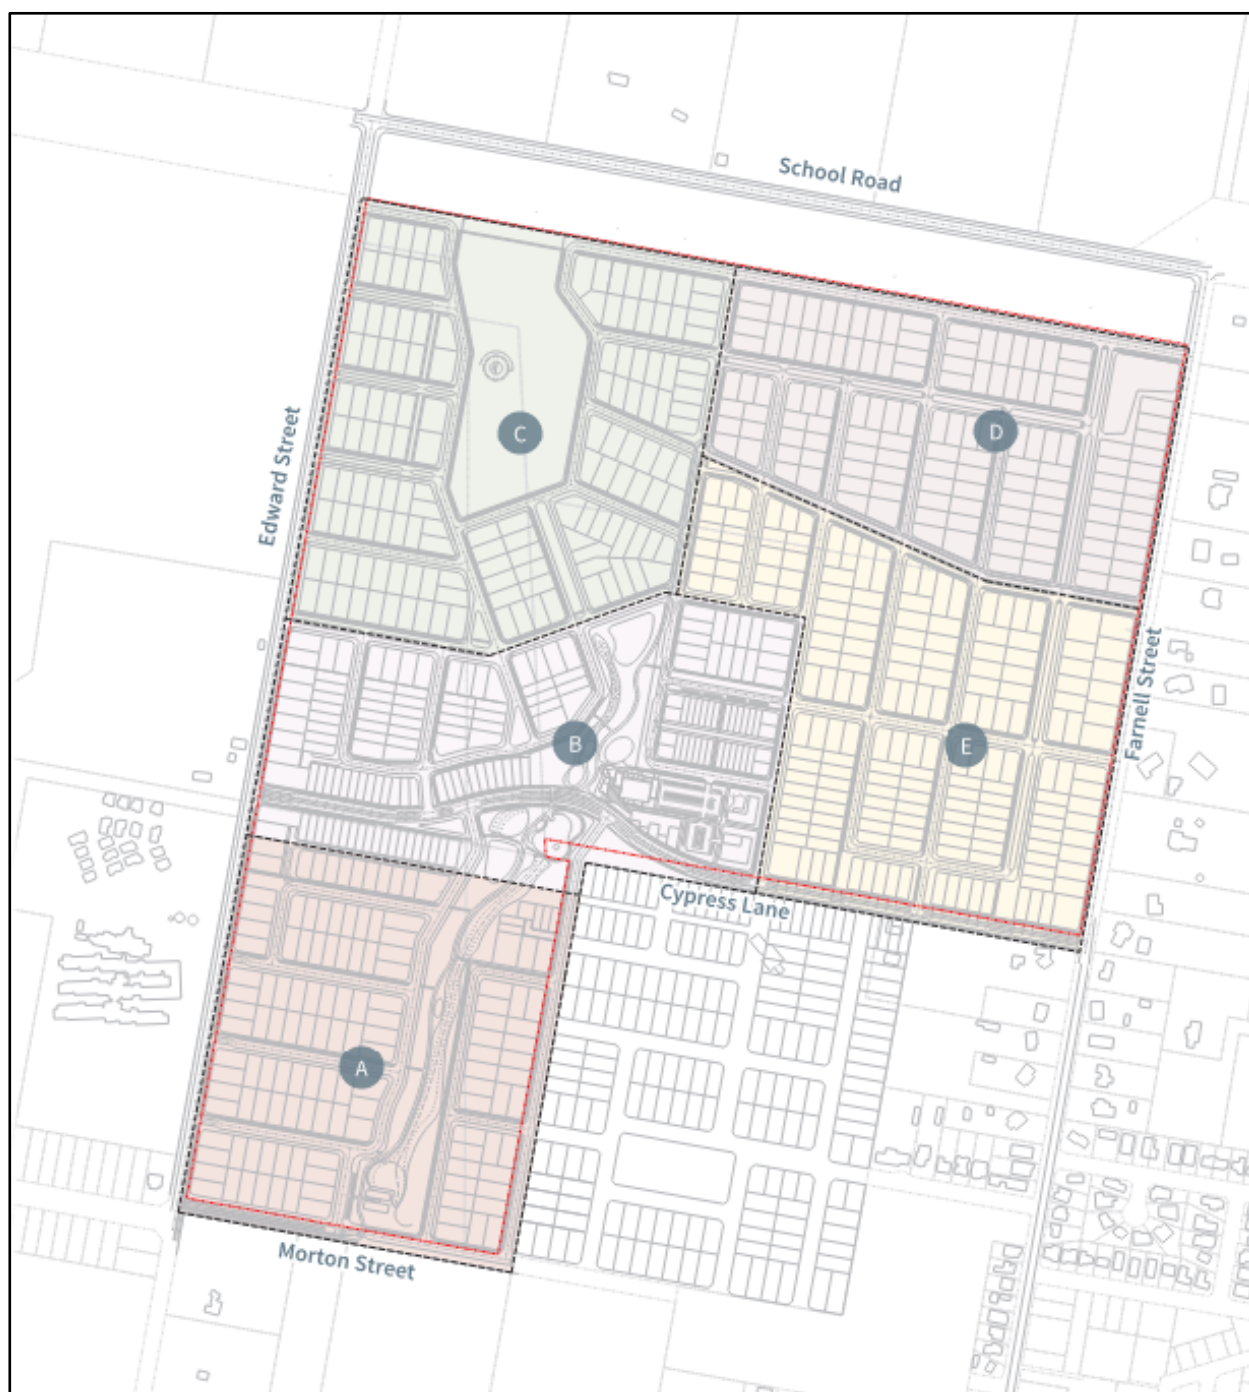 School Road
C
D
Edward Street
Farnell Street
B
E
Cypress Lane
A
Morton Street